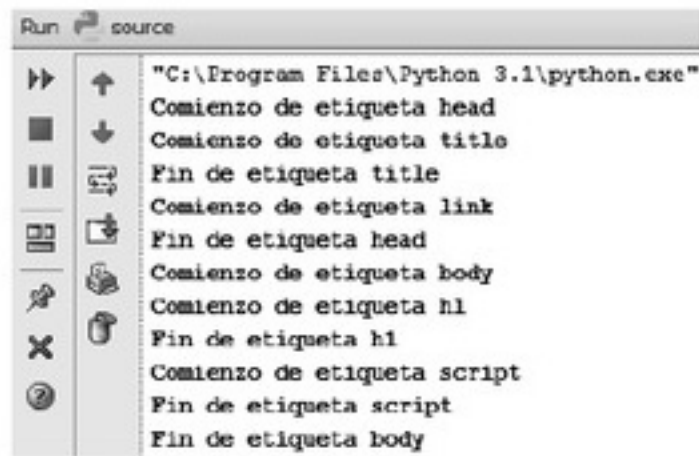 Run source
"C:\Program Files\Python 3.1\python.exe"
Comienzo de etiqueta head
Comienzo de etiqueta title
Fin de etiqueta title
Comienzo de etiqueta link
Fin de etiqueta head
Comienzo de etiqueta body
Comienzo de etiqueta h1
Fin de etiqueta h1
Comienzo de etiqueta script
Fin de etiqueta script
Fin de etiqueta body